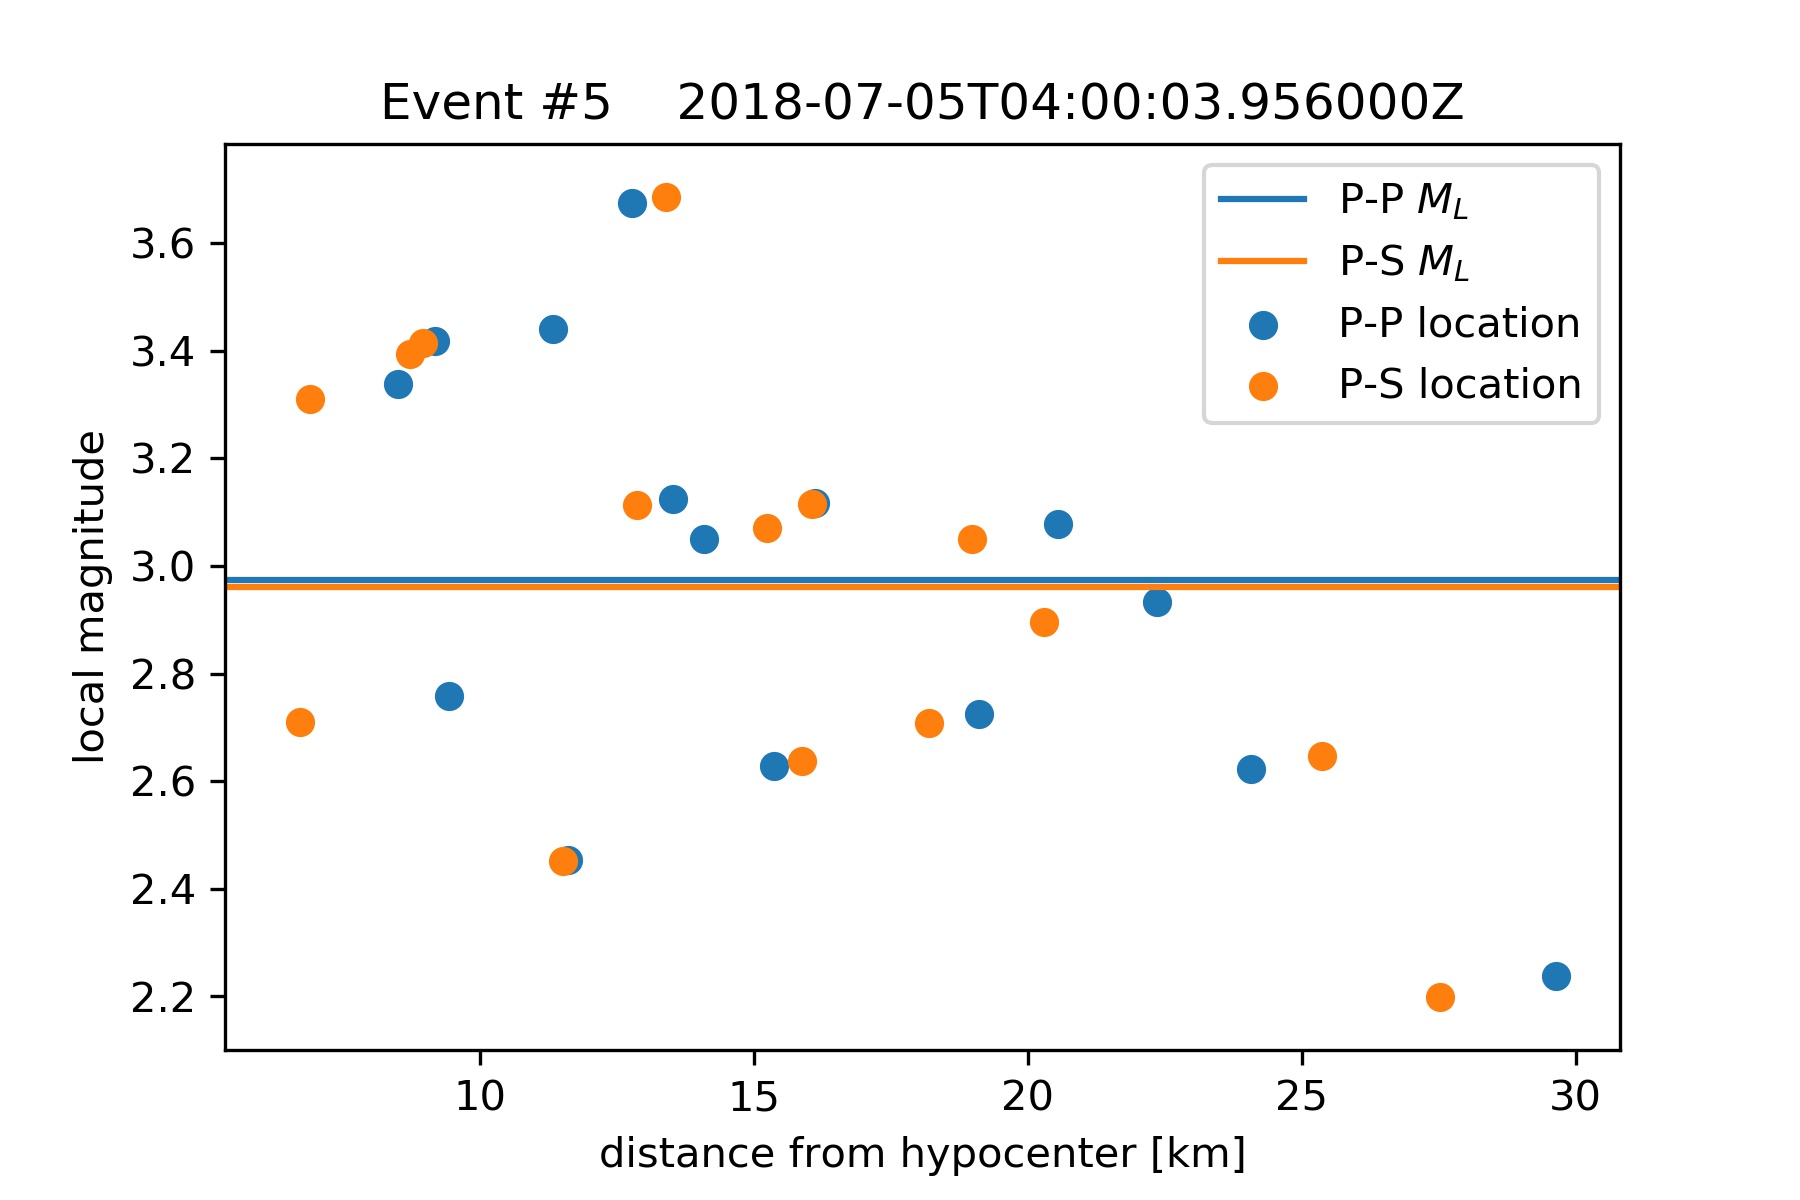 Event #5    2018-07-05T04:00:03.956000Z
P-P M_L
P-S M_L
P-P location
P-S location
local magnitude
3.6
3.4
3.2
3.0
2.8
2.6
2.4
2.2
10 15 20 25 30
distance from hypocenter [km]